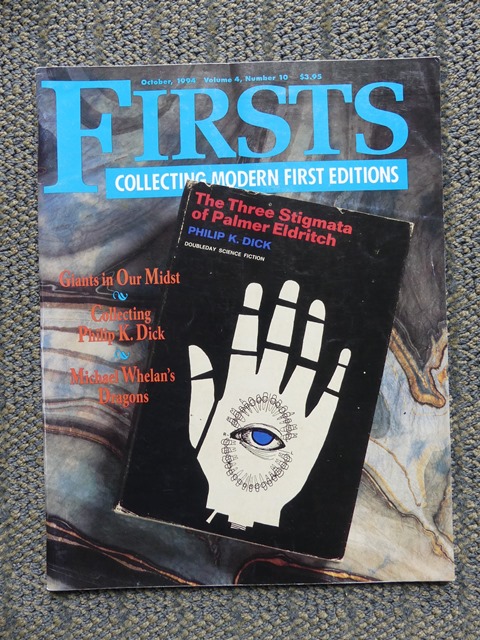 October, 1994 Volume 4, Number 10 $3.95
FIRSTS
COLLECTING MODERN FIRST EDITIONS
The Three Stigmata
of Palmer Eldritch
PHILIP K. DICK
DOUBLEDAY SCIENCE FICTION
Giants in Our Midst
Collecting
Philip K. Dick
Michael Whelan's
Dragons